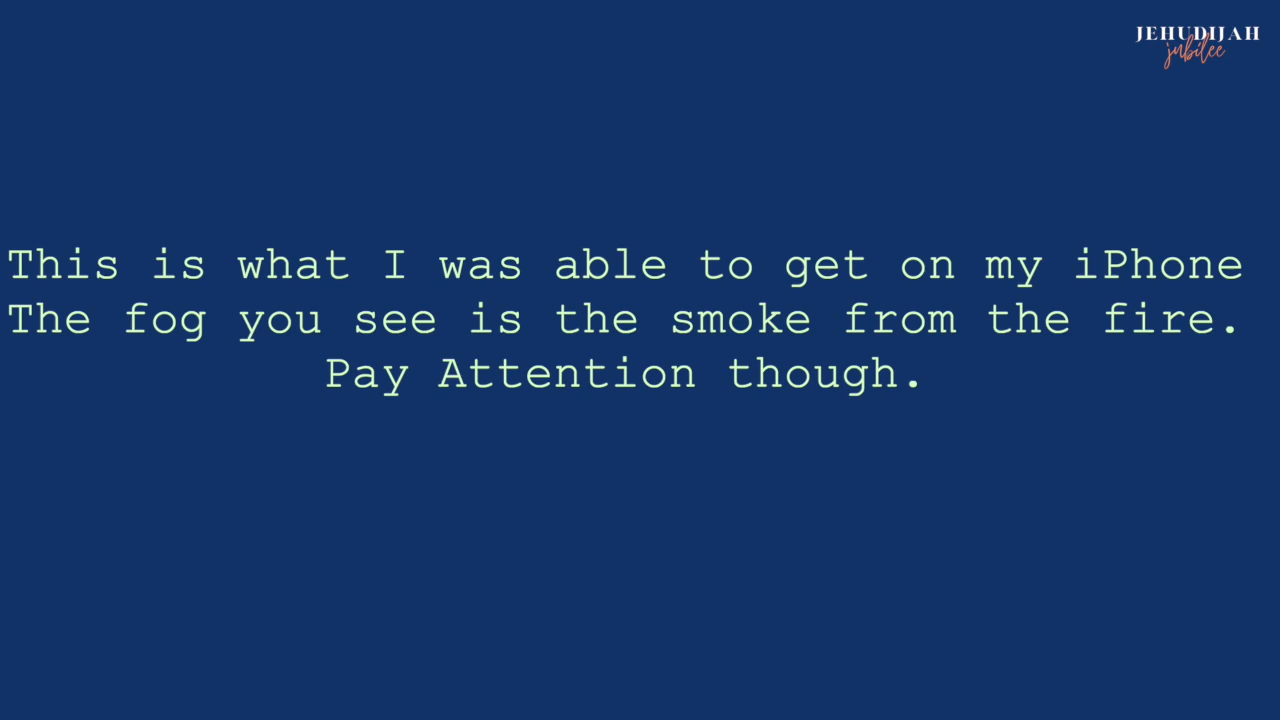 JEHUDIJAH
jubilee
This is what I was able to get on my iPhone
The fog you see is the smoke from the fire.
Pay Attention though.